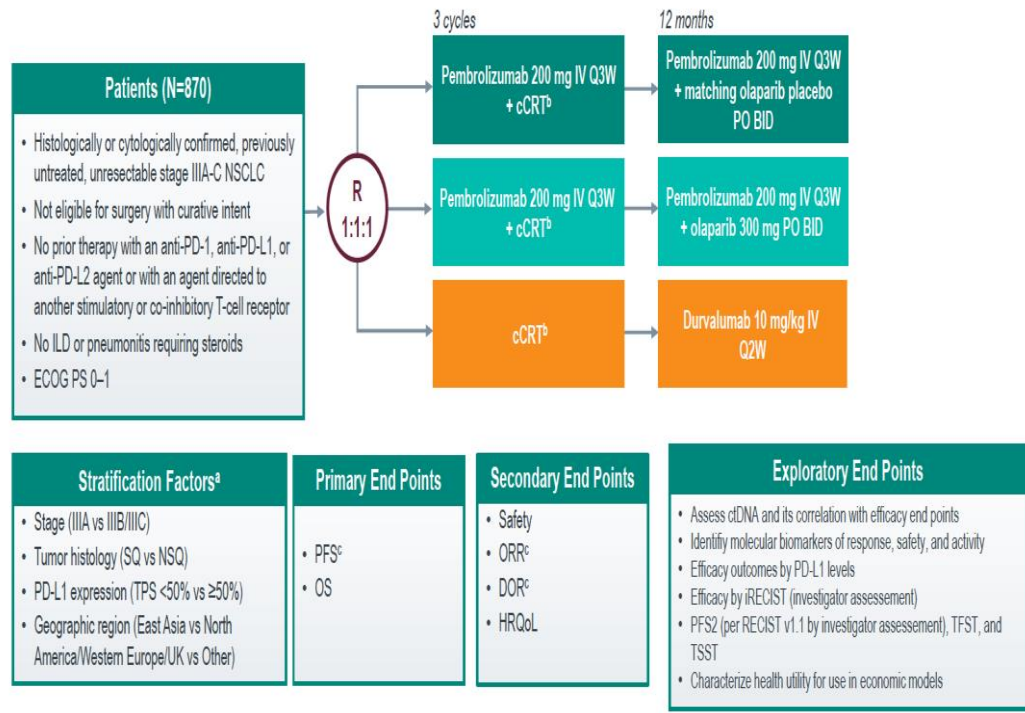 3 cycles
12 months
Patients (N=870)
• Histologically or cytologically confirmed, previously
untreated, unresectable stage IIIA-C NSCLC
• Not eligible for surgery with curative intent
• No prior therapy with an anti-PD-1, anti-PD-L1, or
anti-PD-L2 agent or with an agent directed to
another stimulatory or co-inhibitory T-cell receptor
• No ILD or pneumonitis requiring steroids
• ECOG PS 0–1
R
1:1:1
Pembrolizumab 200 mg IV Q3W
+ cCRTᵇ
Pembrolizumab 200 mg IV Q3W
+ matching olaparib placebo
PO BID
Pembrolizumab 200 mg IV Q3W
+ cCRTᵇ
Pembrolizumab 200 mg IV Q3W
+ olaparib 300 mg PO BID
cCRTᵇ
Durvalumab 10 mg/kg IV
Q2W
Stratification Factorsᵃ
• Stage (IIIA vs IIIB/IIIC)
• Tumor histology (SQ vs NSQ)
• PD-L1 expression (TPS <50% vs ≥50%)
• Geographic region (East Asia vs North
America/Western Europe/UK vs Other)
Primary End Points
• PFSᶜ
• OS
Secondary End Points
• Safety
• ORRᶜ
• DORᶜ
• HRQoL
Exploratory End Points
• Assess ctDNA and its correlation with efficacy end points
• Identifiy molecular biomarkers of response, safety, and activity
• Efficacy outcomes by PD-L1 levels
• Efficacy by iRECIST (investigator assessement)
• PFS2 (per RECIST v1.1 by investigator assessement), TFST, and
TSST
• Characterize health utility for use in economic models